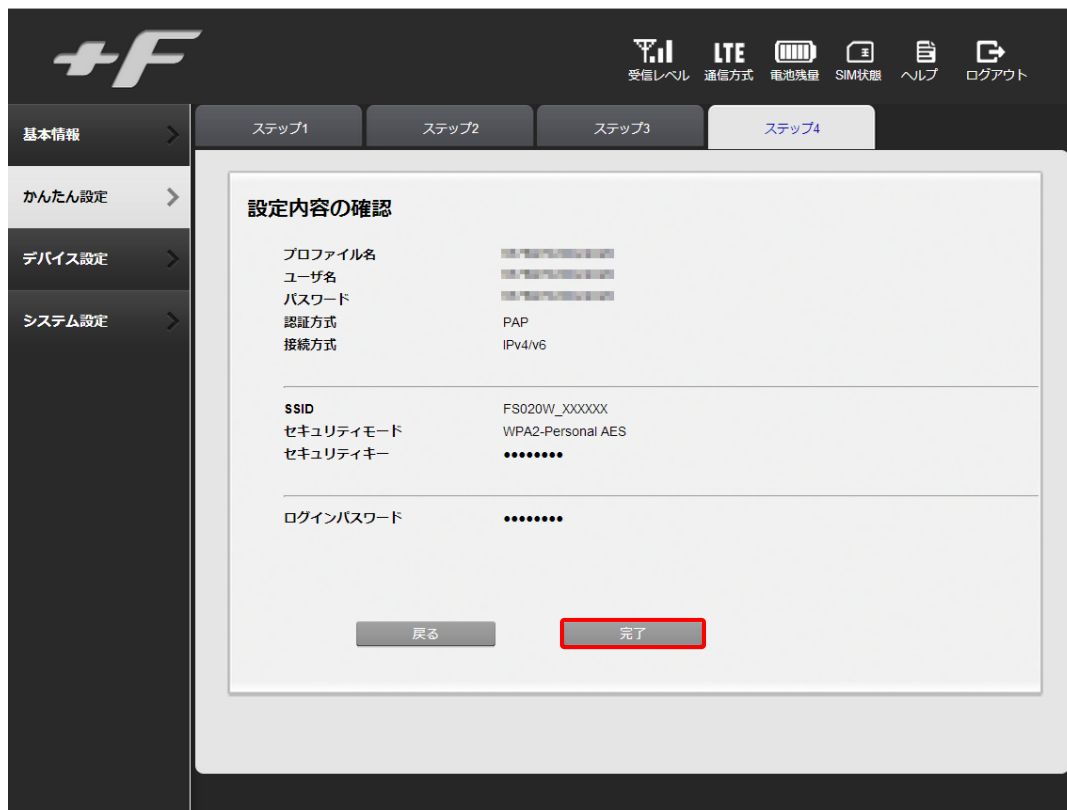 +F
受信レベル 通信方式 電池残量 SIM状態 ヘルプ ログアウト
LTE
基本情報
かんたん設定
デバイス設定
システム設定
ステップ1 ステップ2 ステップ3 ステップ4
設定内容の確認
プロファイル名
ユーザ名
パスワード
認証方式 PAP
接続方式 IPv4/v6
SSID FS020W_XXXXXX
セキュリティモード WPA2-Personal AES
セキュリティキー ••••••••
ログインパスワード ••••••••
戻る 完了